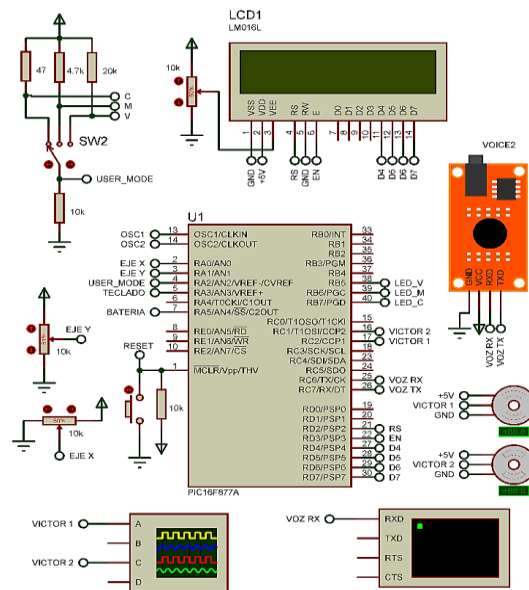 LCD1
LM016L
47
4.7k
20k
C
M
V
SW2
USER_MODE
10k
10k
VSS
VDD
VEE
RS
RW
E
D0
D1
D2
D3
D4
D5
D6
D7
1
2
3
4
5
6
7
8
9
10
11
12
13
14
GND
+5V
RS
GND
EN
D4
D5
D6
D7
VOICE2
GND
VCC
RXD
TXD
VOZ RX
VOZ TX
U1
OSC1 13 OSC1/CLKIN
OSC2 14 OSC2/CLKOUT
EJE X 2 RA0/AN0
EJE Y 3 RA1/AN1
USER_MODE 4 RA2/AN2/VREF-/CVREF
TECLADO 5 RA3/AN3/VREF+
6 RA4/T0CKI/C1OUT
BATERIA 7 RA5/AN4/SS/C2OUT
8 RE0/AN5/RD
9 RE1/AN6/WR
10 RE2/AN7/CS
1 MCLR/Vpp/THV
RB0/INT 33
RB1 34
RB2 35
RB3/PGM 36
RB4 37
RB5 38 LED_V
RB6/PGC 39 LED_M
RB7/PGD 40 LED_C
RC0/T1OSO/T1CKI 15
RC1/T1OSI/CCP2 16 VICTOR 2
RC2/CCP1 17 VICTOR 1
RC3/SCK/SCL 18
RC4/SDI/SDA 23
RC5/SDO 24
RC6/TX/CK 25 VOZ RX
RC7/RX/DT 26 VOZ TX
RD0/PSP0 19
RD1/PSP1 20
RD2/PSP2 21 RS
RD3/PSP3 22 EN
RD4/PSP4 27 D4
RD5/PSP5 28 D5
RD6/PSP6 29 D6
RD7/PSP7 30 D7
PIC16F877A
EJE Y
10k
RESET
10k
10k
EJE X
+5V
VICTOR 1
GND
+5V
VICTOR 2
GND
VICTOR 1
VICTOR 2
A
B
C
D
VOZ RX
RXD
TXD
RTS
CTS